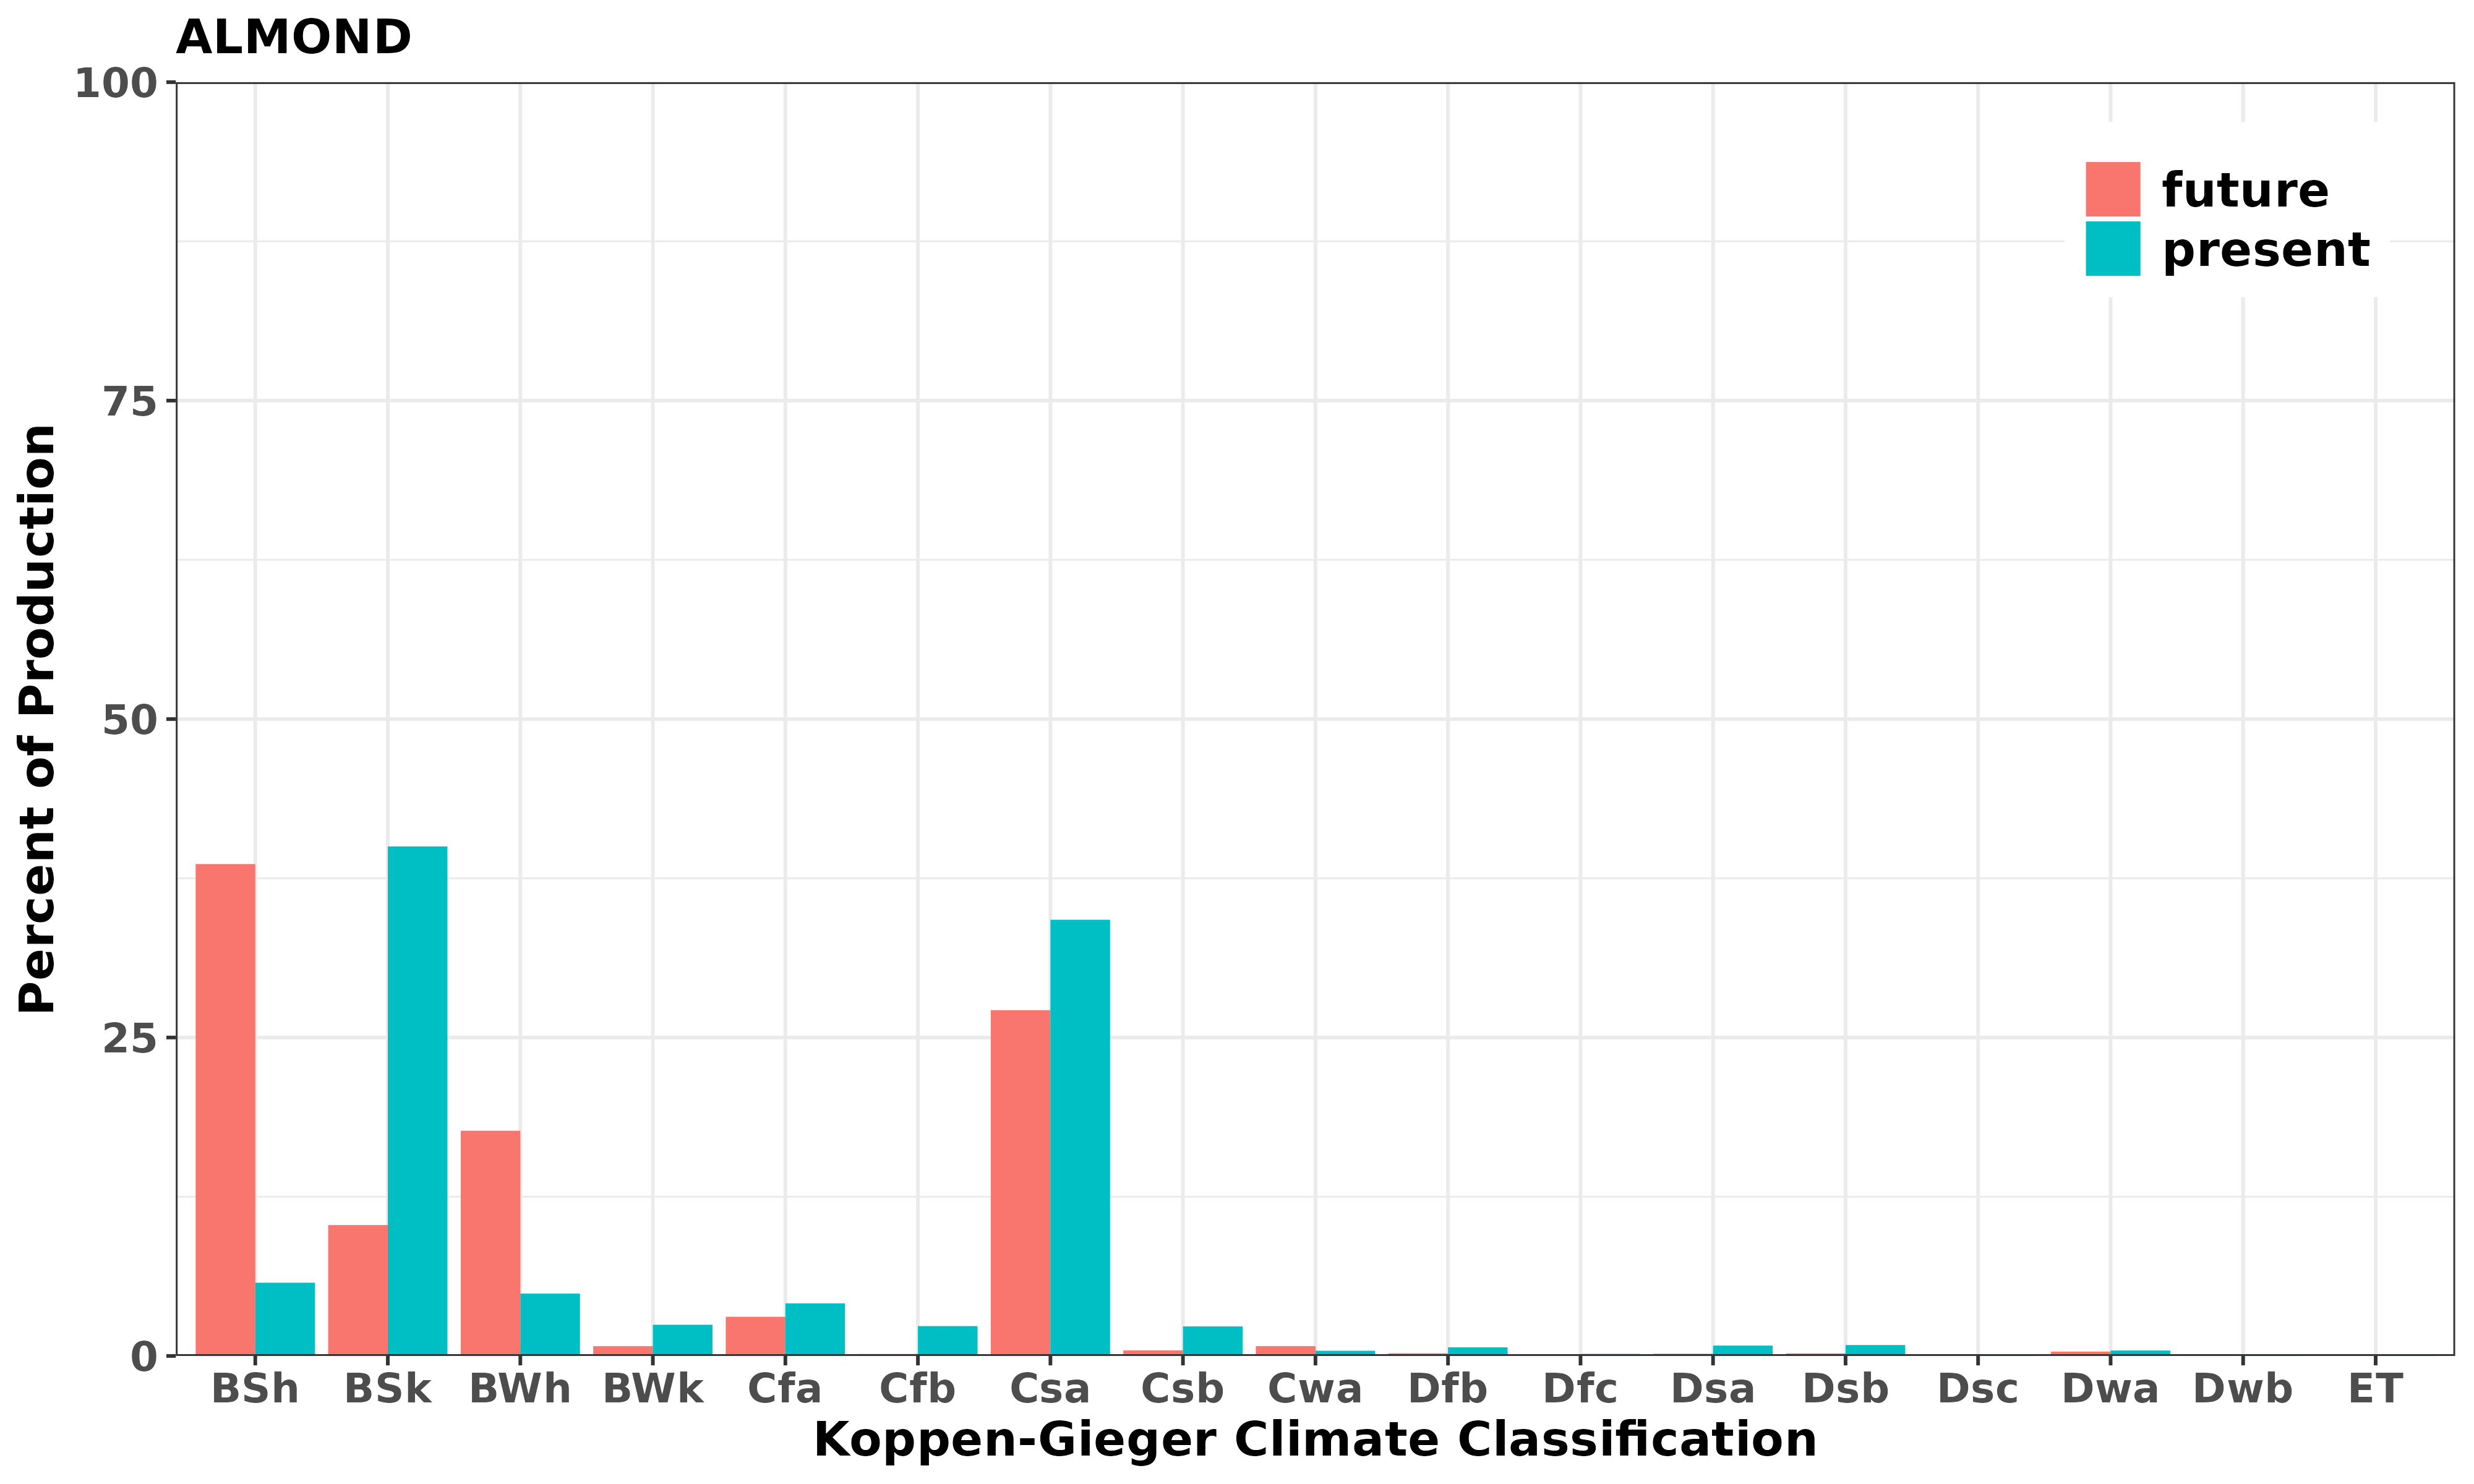 ALMOND
100
75
50
25
0
Percent of Production
future
present
BSh BSk BWh BWk Cfa Cfb Csa Csb Cwa Dfb Dfc Dsa Dsb Dsc Dwa Dwb ET
Koppen-Gieger Climate Classification